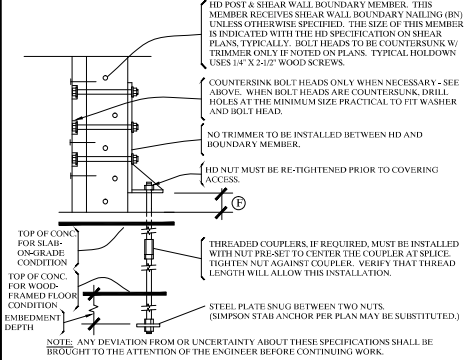 HD POST & SHEAR WALL BOUNDARY MEMBER. THIS
MEMBER RECEIVES SHEAR WALL BOUNDARY NAILING (BN)
UNLESS OTHERWISE SPECIFIED. THE SIZE OF THIS MEMBER
IS INDICATED WITH THE HD SPECIFICATION ON SHEAR
PLANS, TYPICALLY. BOLT HEADS TO BE COUNTERSUNK W/
TRIMMER ONLY IF NOTED ON PLANS. TYPICAL HOLDOWN
USES 1/4" X 2-1/2" WOOD SCREWS.
COUNTERSINK BOLT HEADS ONLY WHEN NECESSARY - SEE
ABOVE. WHEN BOLT HEADS ARE COUNTERSUNK, DRILL
HOLES AT THE MINIMUM SIZE PRACTICAL TO FIT WASHER
AND BOLT HEAD.
NO TRIMMER TO BE INSTALLED BETWEEN HD AND
BOUNDARY MEMBER.
HD NUT MUST BE RE-TIGHTENED PRIOR TO COVERING
ACCESS.
F
TOP OF CONC.
FOR SLAB-
ON-GRADE
CONDITION
THREADED COUPLERS, IF REQUIRED, MUST BE INSTALLED
WITH NUT PRE-SET TO CENTER THE COUPLER AT SPLICE.
TIGHTEN NUT AGAINST COUPLER. VERIFY THAT THREAD
LENGTH WILL ALLOW THIS INSTALLATION.
TOP OF CONC.
FOR WOOD-
FRAMED FLOOR
CONDITION
EMBEDMENT
DEPTH
STEEL PLATE SNUG BETWEEN TWO NUTS.
(SIMPSON STAB ANCHOR PER PLAN MAY BE SUBSTITUTED.)
NOTE: ANY DEVIATION FROM OR UNCERTAINTY ABOUT THESE SPECIFICATIONS SHALL BE
BROUGHT TO THE ATTENTION OF THE ENGINEER BEFORE CONTINUING WORK.